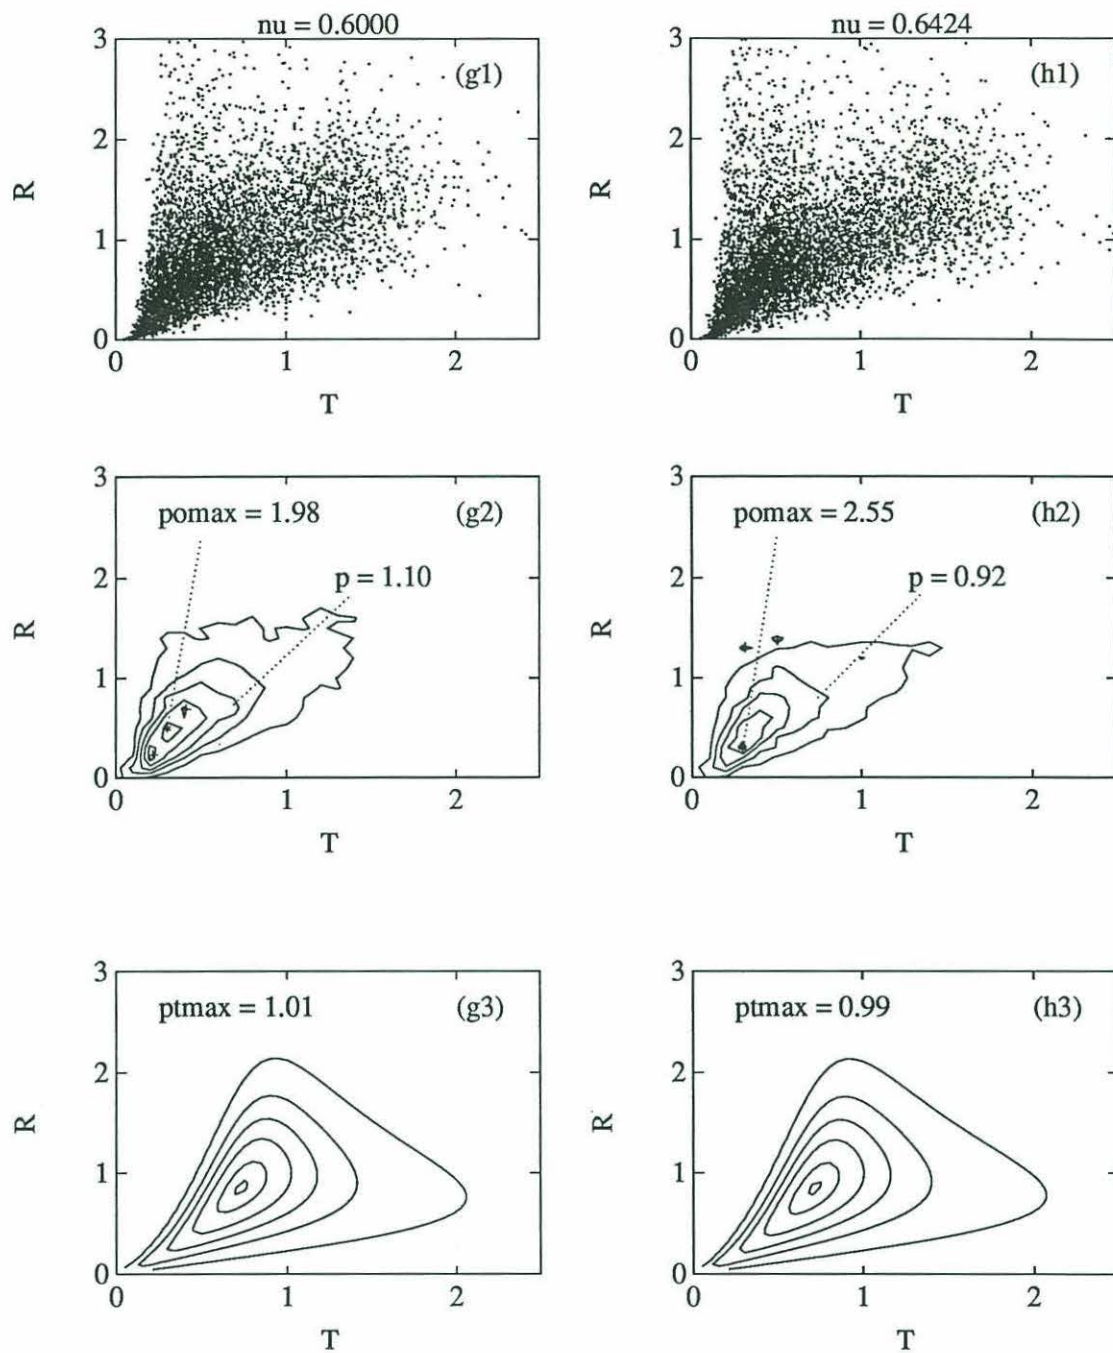 nu = 0.6000
nu = 0.6424
3
(g1)
3
(h1)
2
2
R
R
1
1
0
0
0 1 2
0 1 2
T
T
3
pomax = 1.98
(g2)
3
pomax = 2.55
(h2)
2
p = 1.10
2
p = 0.92
R
R
1
1
0
0
0 1 2
0 1 2
T
T
3
ptmax = 1.01
(g3)
3
ptmax = 0.99
(h3)
2
2
R
R
1
1
0
0
0 1 2
0 1 2
T
T